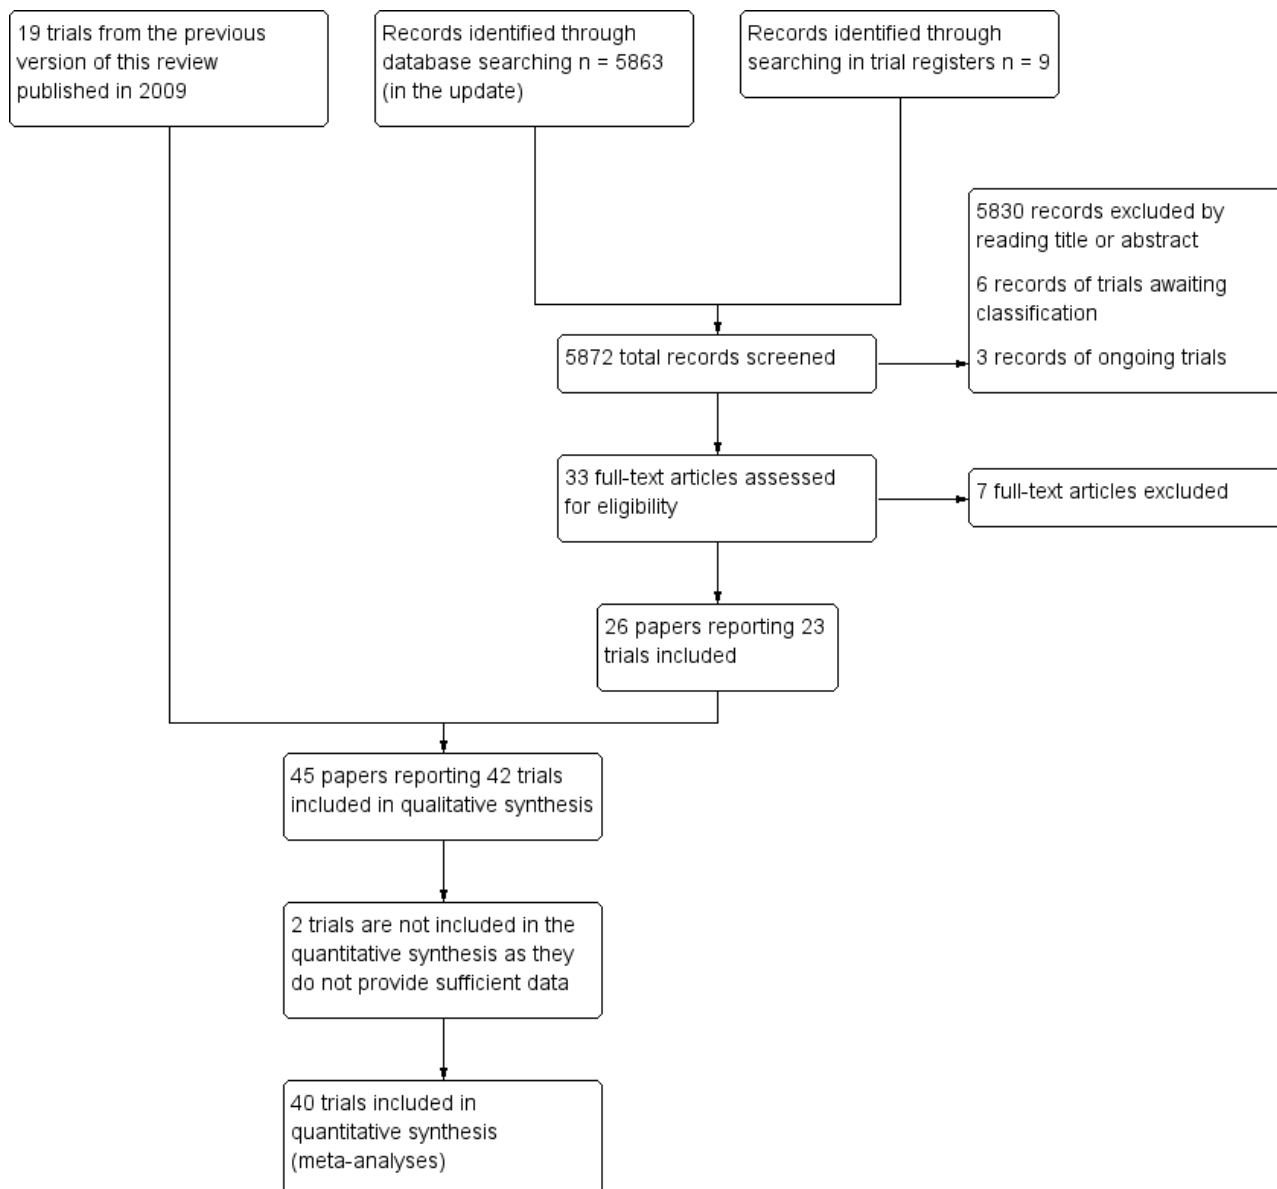 19 trials from the previous
version of this review
published in 2009
Records identified through
database searching n = 5863
(in the update)
Records identified through
searching in trial registers n = 9
5830 records excluded by
reading title or abstract
6 records of trials awaiting
classification
3 records of ongoing trials
5872 total records screened
33 full-text articles assessed
for eligibility
7 full-text articles excluded
26 papers reporting 23
trials included
45 papers reporting 42 trials
included in qualitative synthesis
2 trials are not included in the
quantitative synthesis as they
do not provide sufficient data
40 trials included in
quantitative synthesis
(meta-analyses)